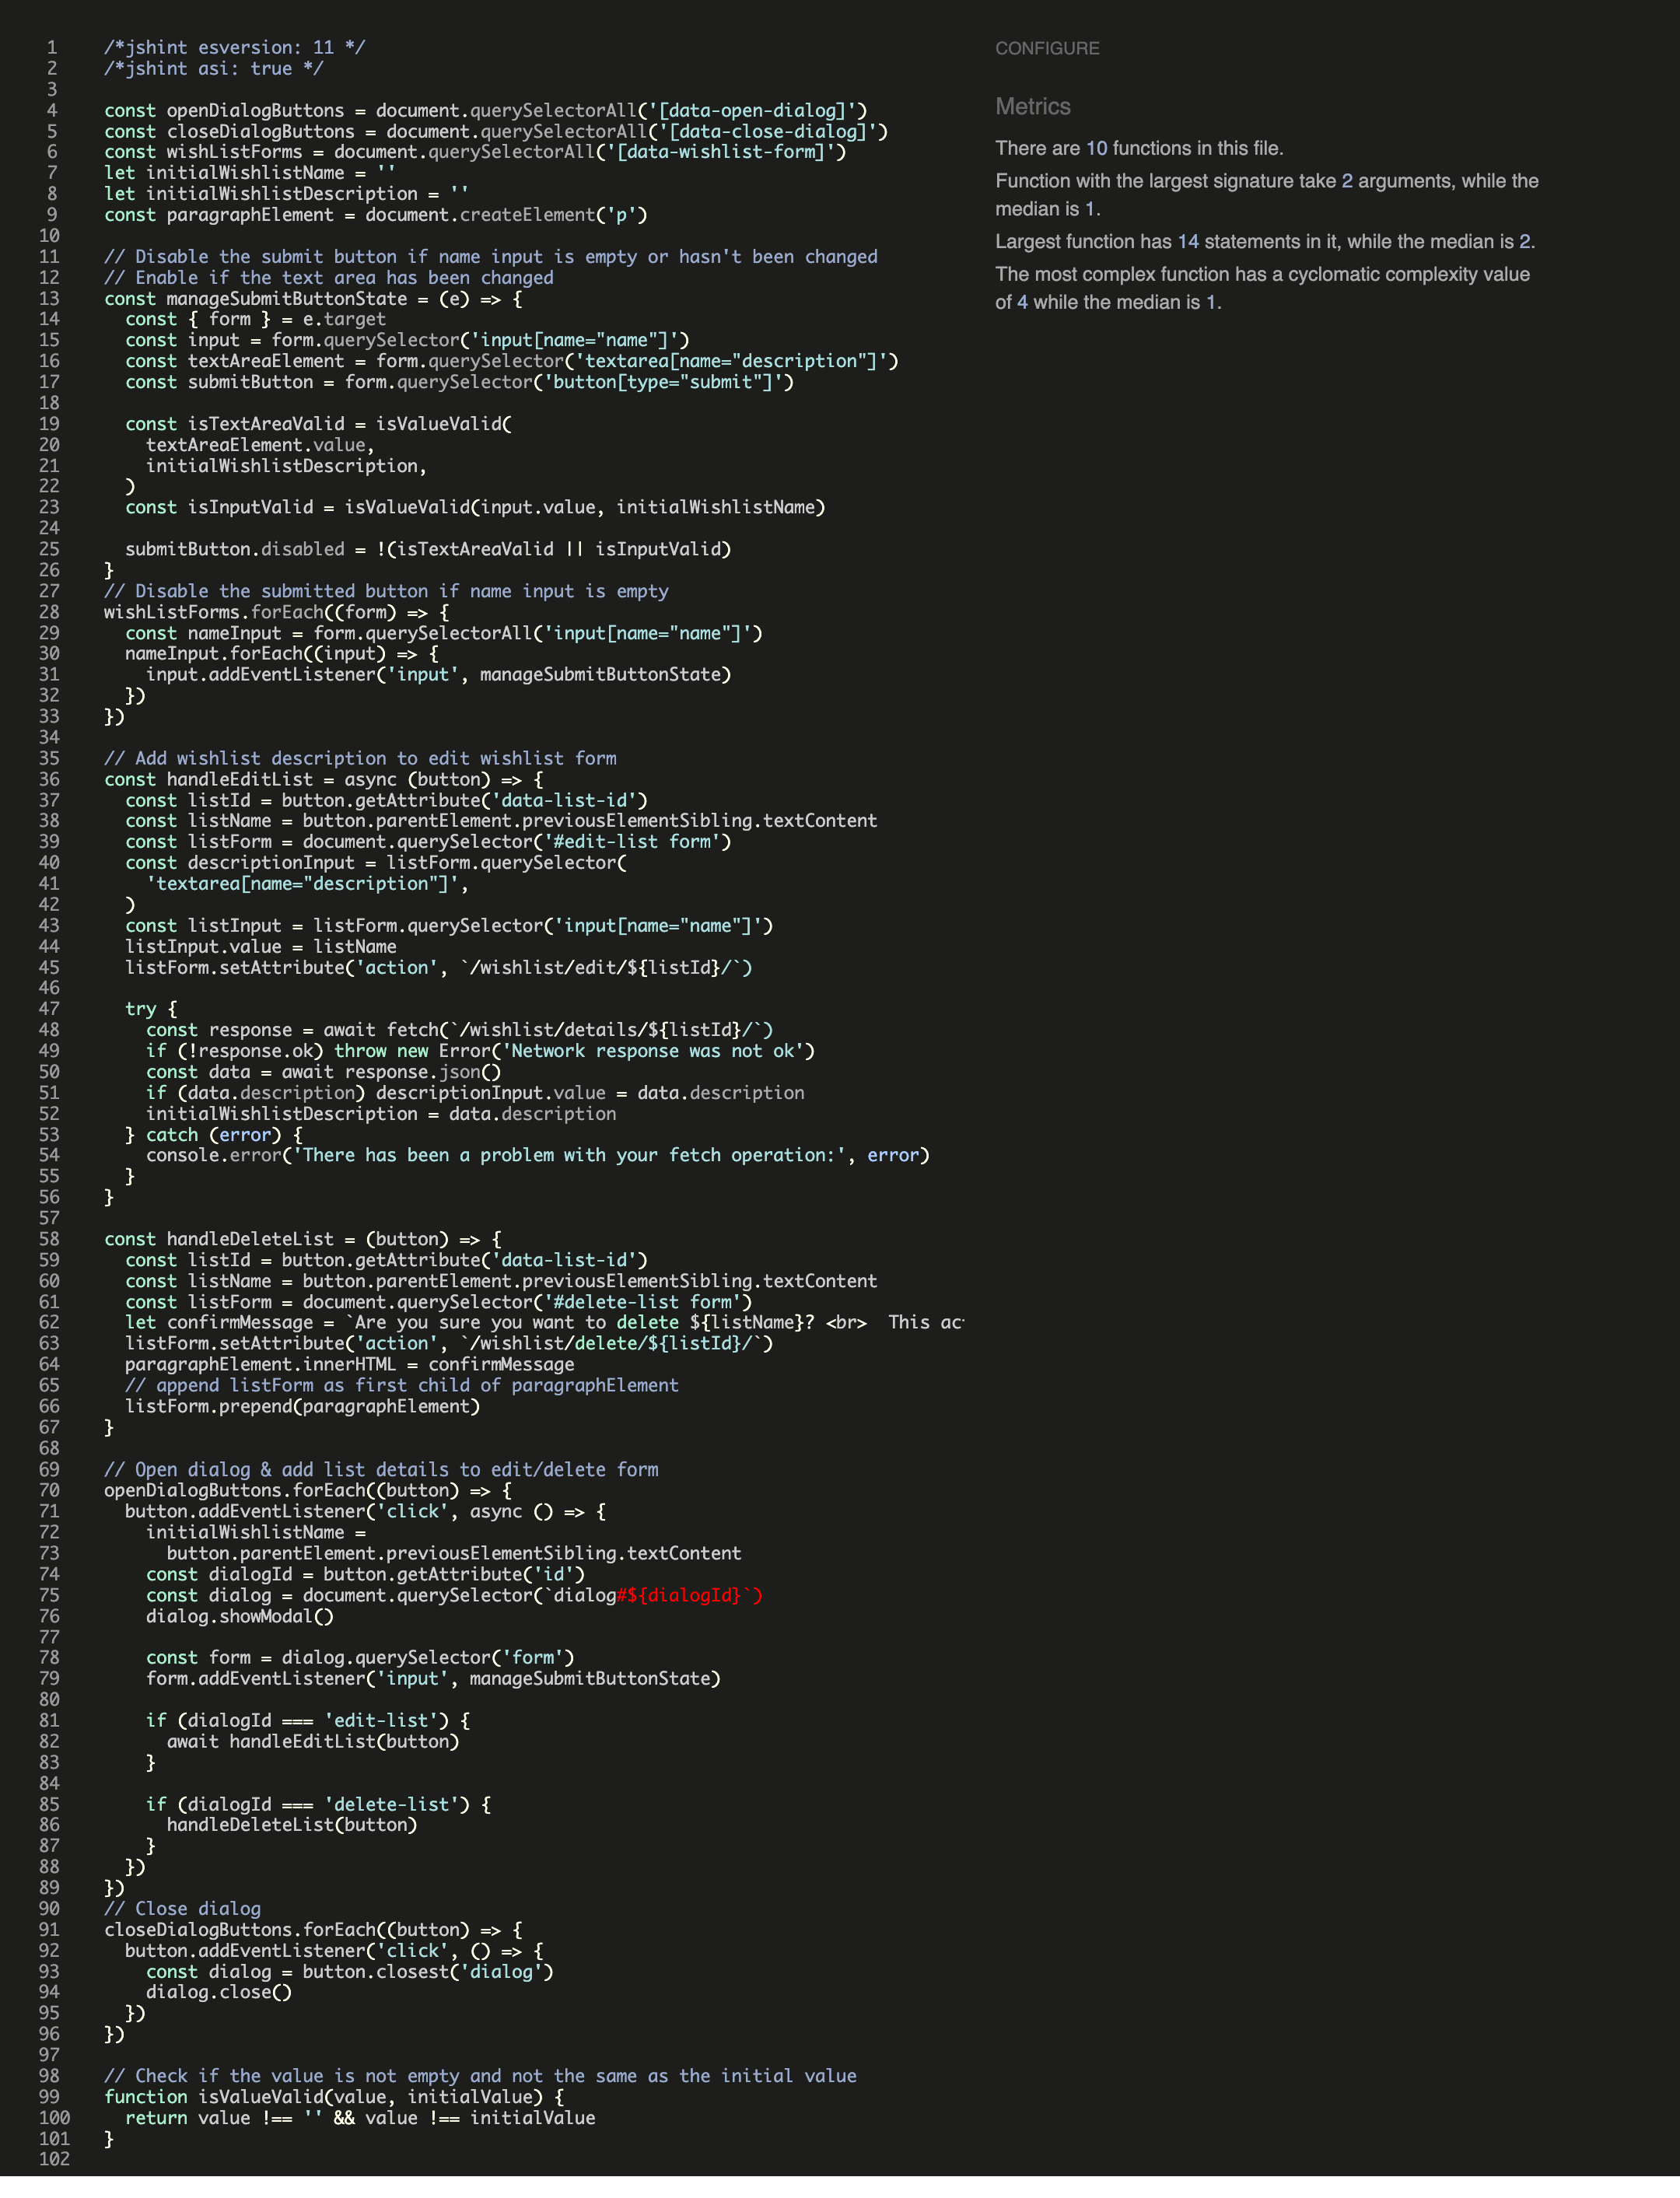 1 /*jshint esversion: 11 */
2 /*jshint asi: true */
3
4 const openDialogButtons = document.querySelectorAll('[data-open-dialog]')
5 const closeDialogButtons = document.querySelectorAll('[data-close-dialog]')
6 const wishListForms = document.querySelectorAll('[data-wishlist-form]')
7 let initialWishlistName = ''
8 let initialWishlistDescription = ''
9 const paragraphElement = document.createElement('p')
10
11 // Disable the submit button if name input is empty or hasn't been changed
12 // Enable if the text area has been changed
13 const manageSubmitButtonState = (e) => {
14   const { form } = e.target
15   const input = form.querySelector('input[name="name"]')
16   const textAreaElement = form.querySelector('textarea[name="description"]')
17   const submitButton = form.querySelector('button[type="submit"]')
18
19   const isTextAreaValid = isValueValid(
20     textAreaElement.value,
21     initialWishlistDescription,
22   )
23   const isInputValid = isValueValid(input.value, initialWishlistName)
24
25   submitButton.disabled = !(isTextAreaValid || isInputValid)
26 }
27 // Disable the submitted button if name input is empty
28 wishListForms.forEach((form) => {
29   const nameInput = form.querySelectorAll('input[name="name"]')
30   nameInput.forEach((input) => {
31     input.addEventListener('input', manageSubmitButtonState)
32   })
33 })
34
35 // Add wishlist description to edit wishlist form
36 const handleEditList = async (button) => {
37   const listId = button.getAttribute('data-list-id')
38   const listName = button.parentElement.previousElementSibling.textContent
39   const listForm = document.querySelector('#edit-list form')
40   const descriptionInput = listForm.querySelector(
41     'textarea[name="description"]',
42   )
43   const listInput = listForm.querySelector('input[name="name"]')
44   listInput.value = listName
45   listForm.setAttribute('action', `/wishlist/edit/${listId}/`)
46
47   try {
48     const response = await fetch(`/wishlist/details/${listId}/`)
49     if (!response.ok) throw new Error('Network response was not ok')
50     const data = await response.json()
51     if (data.description) descriptionInput.value = data.description
52     initialWishlistDescription = data.description
53   } catch (error) {
54     console.error('There has been a problem with your fetch operation:', error)
55   }
56 }
57
58 const handleDeleteList = (button) => {
59   const listId = button.getAttribute('data-list-id')
60   const listName = button.parentElement.previousElementSibling.textContent
61   const listForm = document.querySelector('#delete-list form')
62   let confirmMessage = `Are you sure you want to delete ${listName}? <br>  This
63   listForm.setAttribute('action', `/wishlist/delete/${listId}/`)
64   paragraphElement.innerHTML = confirmMessage
65   // append listForm as first child of paragraphElement
66   listForm.prepend(paragraphElement)
67 }
68
69 // Open dialog & add list details to edit/delete form
70 openDialogButtons.forEach((button) => {
71   button.addEventListener('click', async () => {
72     initialWishlistName =
73       button.parentElement.previousElementSibling.textContent
74     const dialogId = button.getAttribute('id')
75     const dialog = document.querySelector(`dialog#${dialogId}`)
76     dialog.showModal()
77
78     const form = dialog.querySelector('form')
79     form.addEventListener('input', manageSubmitButtonState)
80
81     if (dialogId === 'edit-list') {
82       await handleEditList(button)
83     }
84
85     if (dialogId === 'delete-list') {
86       handleDeleteList(button)
87     }
88   })
89 })
90 // Close dialog
91 closeDialogButtons.forEach((button) => {
92   button.addEventListener('click', () => {
93     const dialog = button.closest('dialog')
94     dialog.close()
95   })
96 })
97
98 // Check if the value is not empty and not the same as the initial value
99 function isValueValid(value, initialValue) {
100   return value !== '' && value !== initialValue
101 }
102
CONFIGURE
Metrics
There are 10 functions in this file.
Function with the largest signature take 2 arguments, while the
median is 1.
Largest function has 14 statements in it, while the median is 2.
The most complex function has a cyclomatic complexity value
of 4 while the median is 1.